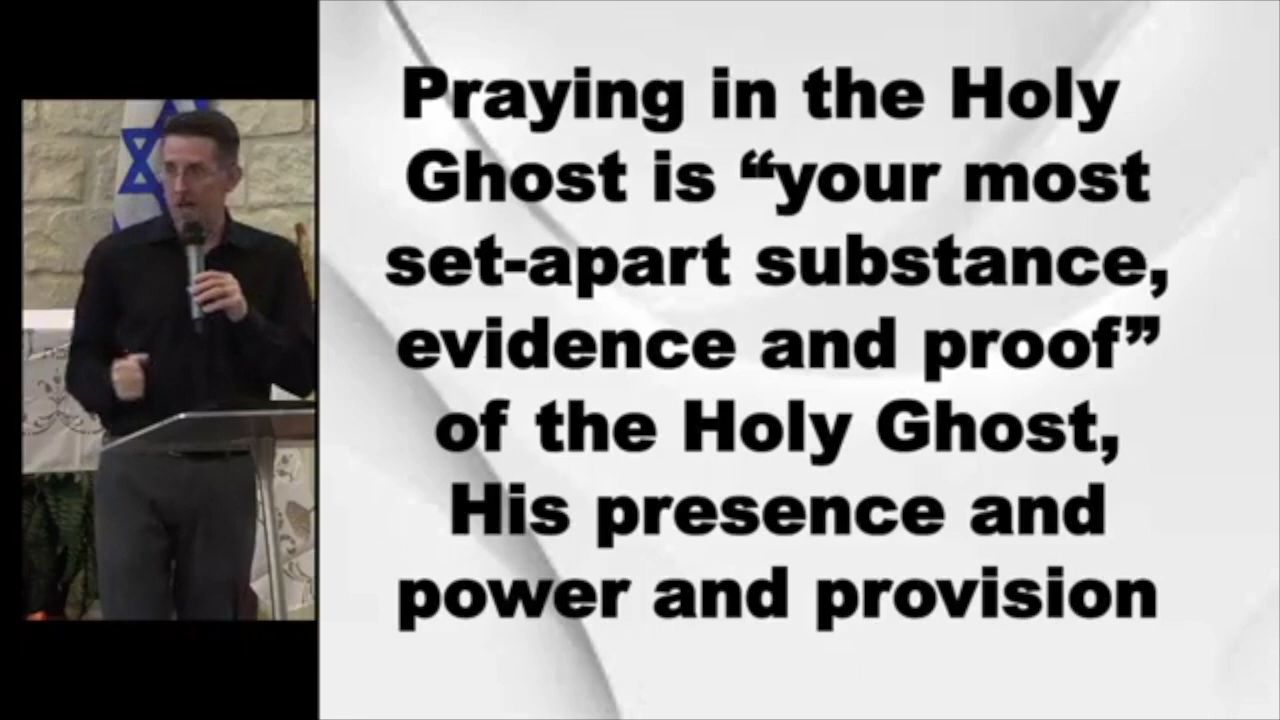 Praying in the Holy
Ghost is “your most
set-apart substance,
evidence and proof”
of the Holy Ghost,
His presence and
power and provision